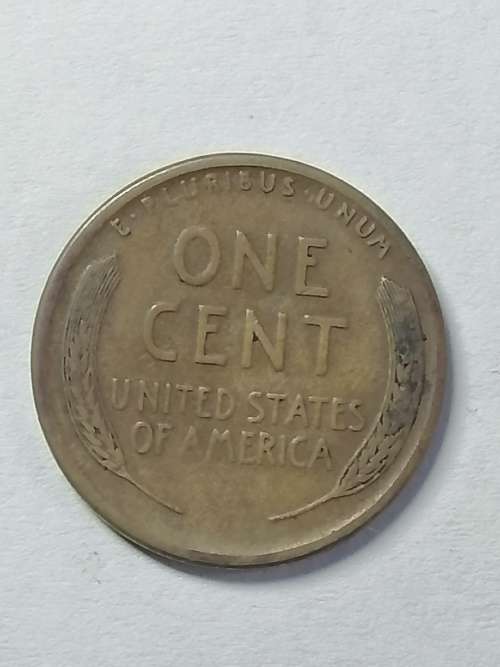 E·PLURIBUS·UNUM
ONE
CENT
UNITED STATES
OF AMERICA